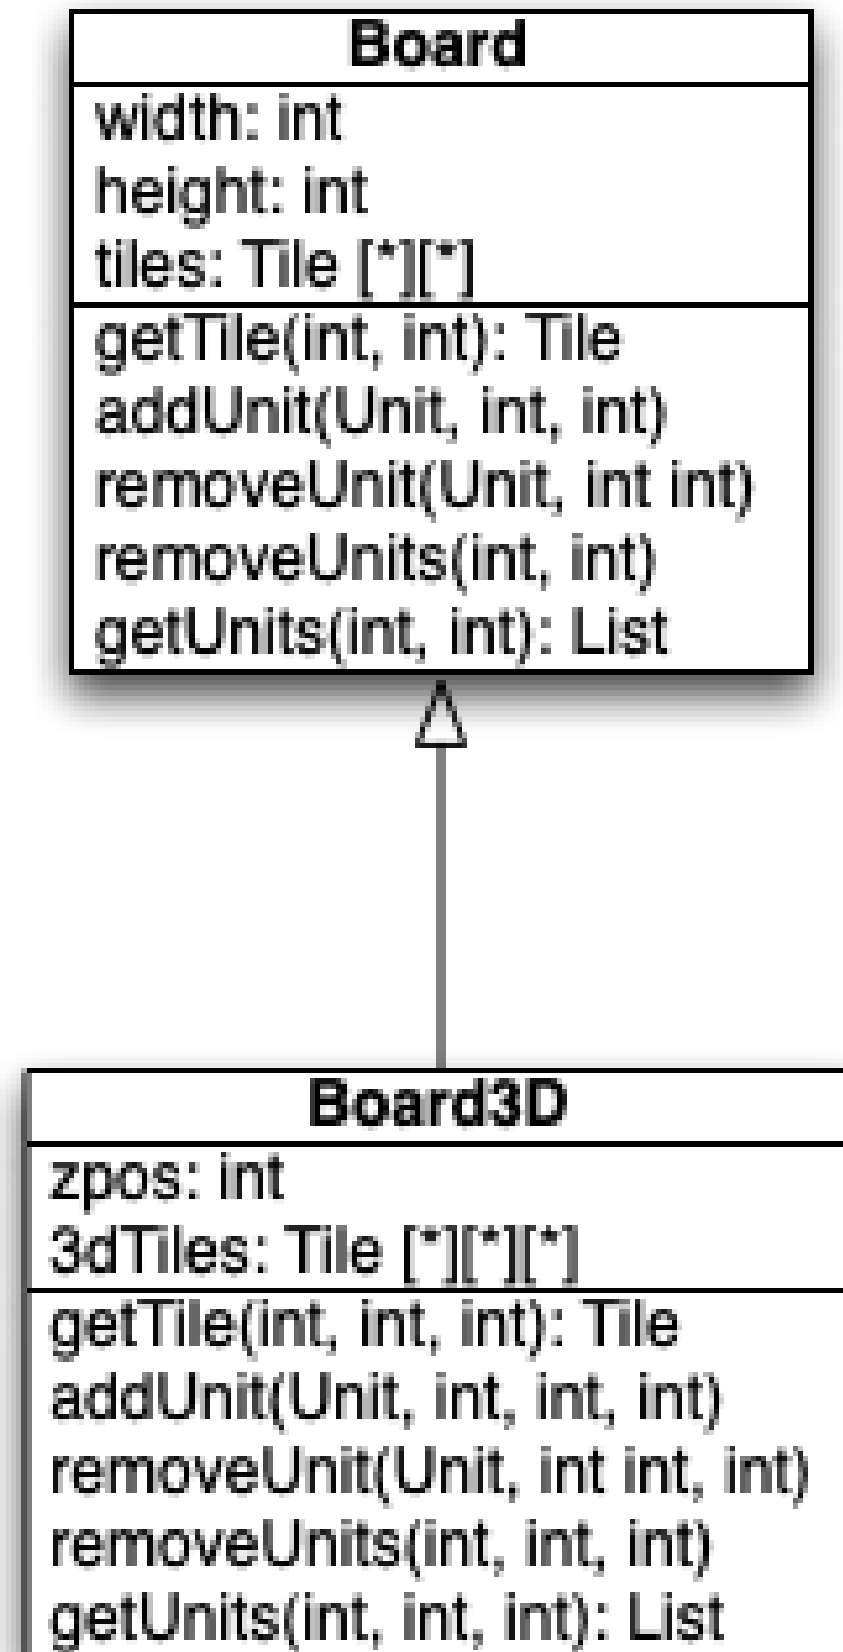 Board
width: int
height: int
tiles: Tile [*][*]
getTile(int, int): Tile
addUnit(Unit, int, int)
removeUnit(Unit, int int)
removeUnits(int, int)
getUnits(int, int): List
Board3D
zpos: int
3dTiles: Tile [*][*][*]
getTile(int, int, int): Tile
addUnit(Unit, int, int, int)
removeUnit(Unit, int int, int)
removeUnits(int, int, int)
getUnits(int, int, int): List